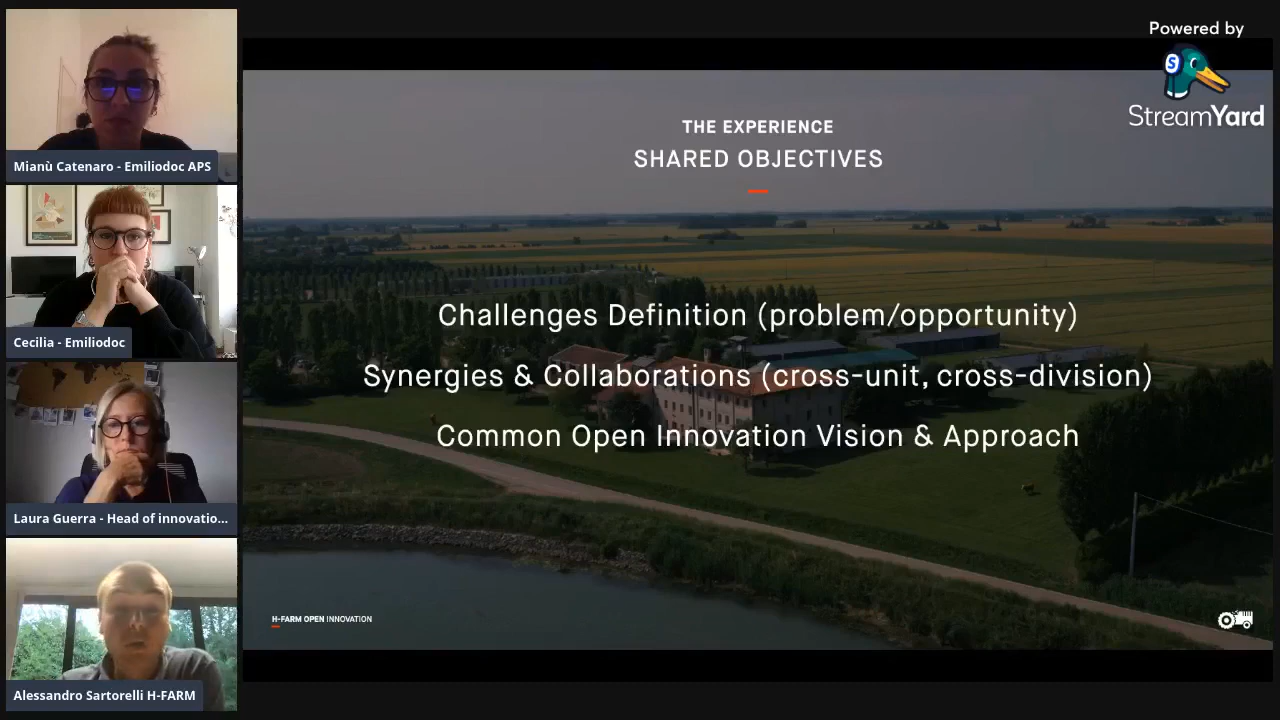 Powered by
S
StreamYard
Mianù Catenaro - Emiliodoc APS
Cecilia - Emiliodoc
Laura Guerra - Head of innovatio...
Alessandro Sartorelli H-FARM
THE EXPERIENCE
SHARED OBJECTIVES
Challenges Definition (problem/opportunity)
Synergies & Collaborations (cross-unit, cross-division)
Common Open Innovation Vision & Approach
H-FARM OPEN INNOVATION